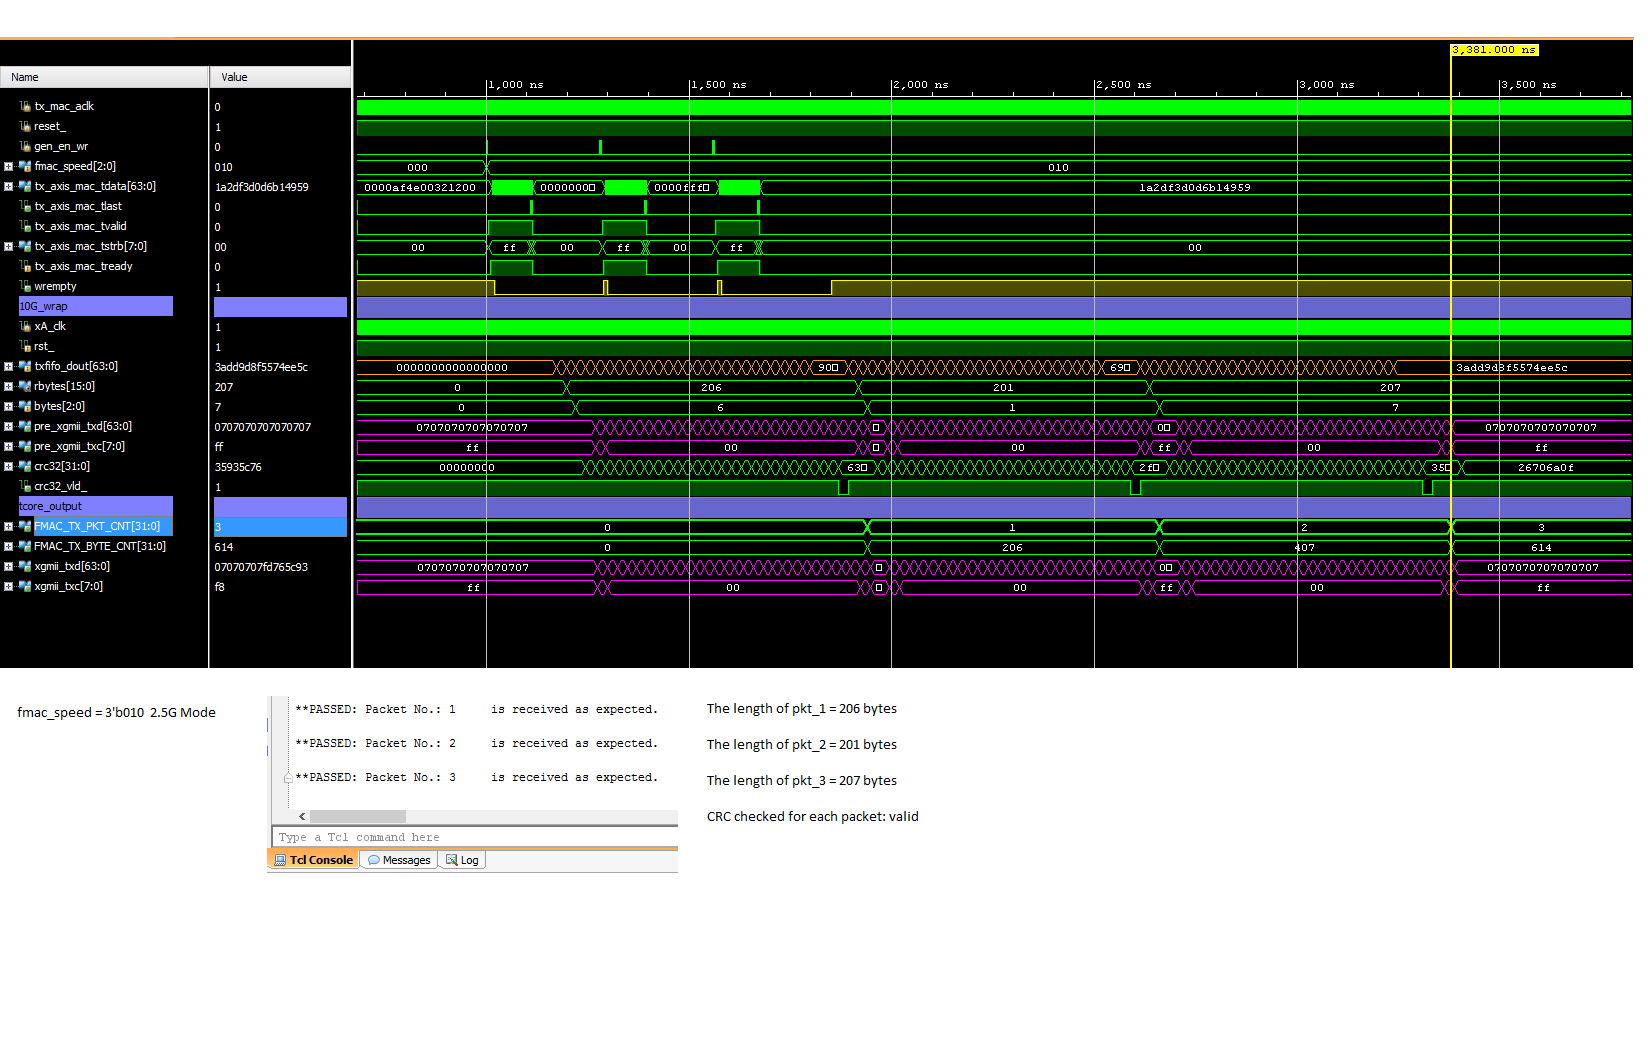 3,381.000 ns
Name Value
1,000 ns 1,500 ns 2,000 ns 2,500 ns 3,000 ns 3,500 ns
tx_mac_aclk 0
reset_ 1
gen_en_wr 0
fmac_speed[2:0] 010 000 010
tx_axis_mac_tdata[63:0] 1a2df3d0d6b14959 0000af4e00321200 0000000 0000fff 1a2df3d0d6b14959
tx_axis_mac_tlast 0
tx_axis_mac_tvalid 0
tx_axis_mac_tstrb[7:0] 00 00 ff 00 ff 00 ff 00
tx_axis_mac_tready 0
wrempty 1
10G_wrap
xA_clk 1
rst_ 1
txfifo_dout[63:0] 3add9d8f5574ee5c 0000000000000000 90 69 3add9d8f5574ee5c
rbytes[15:0] 207 0 206 201 207
bytes[2:0] 7 0 6 1 7
pre_xgmii_txd[63:0] 0707070707070707 0707070707070707 0 0707070707070707
pre_xgmii_txc[7:0] ff ff 00 00 ff 00 ff
crc32[31:0] 35935c76 00000000 63 2f 35 26706a0f
crc32_vld_ 1
tcore_output
FMAC_TX_PKT_CNT[31:0] 3 0 1 2 3
FMAC_TX_BYTE_CNT[31:0] 614 0 206 407 614
xgmii_txd[63:0] 07070707fd765c93 0707070707070707 0 0707070707070707
xgmii_txc[7:0] f8 ff 00 00 ff 00 ff
fmac_speed = 3'b010 2.5G Mode
**PASSED: Packet No.: 1 is received as expected.
**PASSED: Packet No.: 2 is received as expected.
**PASSED: Packet No.: 3 is received as expected.
Type a Tcl command here
Tcl Console Messages Log
The length of pkt_1 = 206 bytes
The length of pkt_2 = 201 bytes
The length of pkt_3 = 207 bytes
CRC checked for each packet: valid